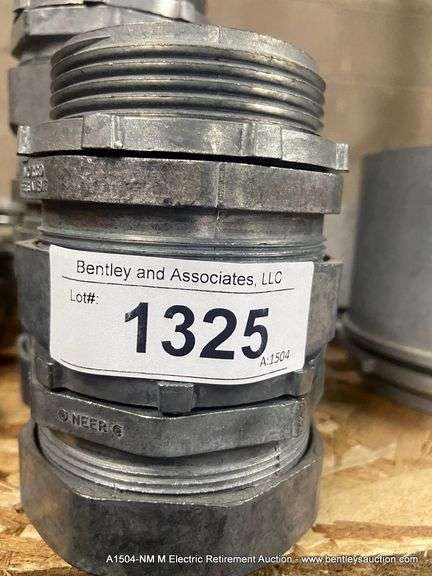 Bentley and Associates, LLC
Lot#:
1325
A:1504
NEER
A1504-NM M Electric Retirement Auction - www.bentleysauction.com